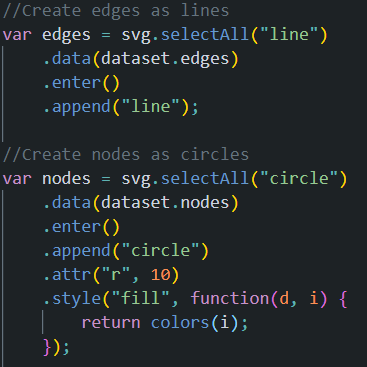 //Create edges as lines
var edges = svg.selectAll("line")
    .data(dataset.edges)
    .enter()
    .append("line");

//Create nodes as circles
var nodes = svg.selectAll("circle")
    .data(dataset.nodes)
    .enter()
    .append("circle")
    .attr("r", 10)
    .style("fill", function(d, i) {
        return colors(i);
    });